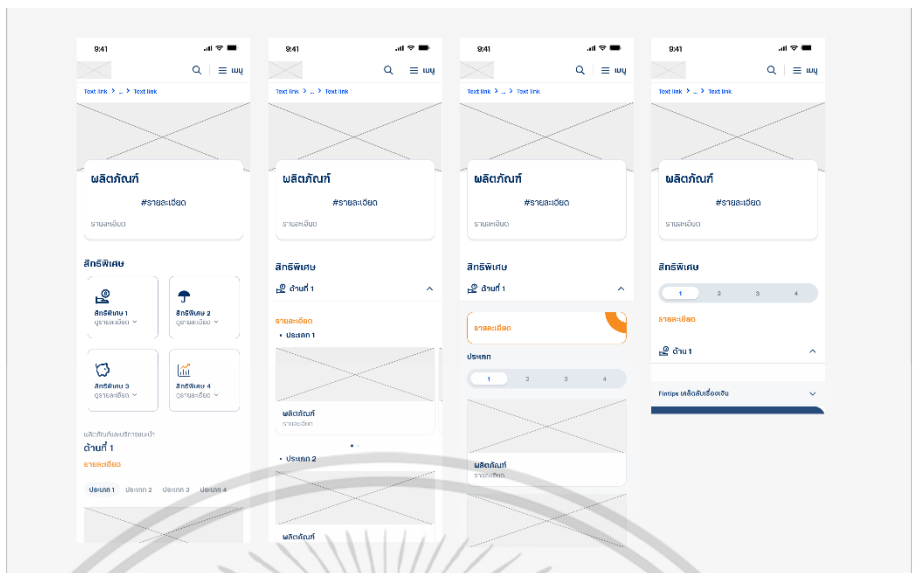 9:41
เมนู
Text link > ... > Text link
ผลิตภัณฑ์
#รายละเอียด
รายละเอียด
สิทธิพิเศษ
สิทธิพิเศษ 1
ดูรายละเอียด
สิทธิพิเศษ 2
ดูรายละเอียด
สิทธิพิเศษ 3
ดูรายละเอียด
สิทธิพิเศษ 4
ดูรายละเอียด
ผลิตภัณฑ์และบริการแนะนำ
ด้านที่ 1
รายละเอียด
ประเภท 1 ประเภท 2 ประเภท 3 ประเภท 4
9:41
เมนู
Text link > ... > Text link
ผลิตภัณฑ์
#รายละเอียด
รายละเอียด
สิทธิพิเศษ
ด้านที่ 1
รายละเอียด
• ประเภท 1
ผลิตภัณฑ์
รายละเอียด
• ประเภท 2
ผลิตภัณฑ์
9:41
เมนู
Text link > ... > Text link
ผลิตภัณฑ์
#รายละเอียด
รายละเอียด
สิทธิพิเศษ
ด้านที่ 1
รายละเอียด
ประเภท
1 2 3 4
ผลิตภัณฑ์
รายละเอียด
9:41
เมนู
Text link > ... > Text link
ผลิตภัณฑ์
#รายละเอียด
รายละเอียด
สิทธิพิเศษ
1 2 3 4
รายละเอียด
ด้าน 1
Fintips เคล็ดลับเรื่องเงิน